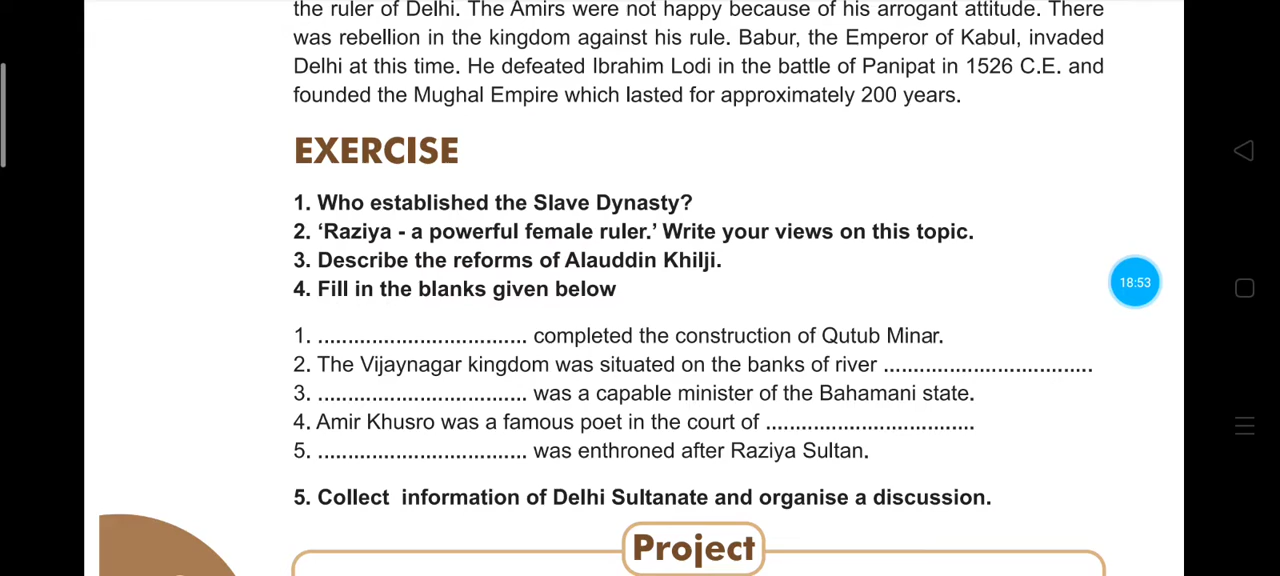 the ruler of Delhi. The Amirs were not happy because of his arrogant attitude. There
was rebellion in the kingdom against his rule. Babur, the Emperor of Kabul, invaded
Delhi at this time. He defeated Ibrahim Lodi in the battle of Panipat in 1526 C.E. and
founded the Mughal Empire which lasted for approximately 200 years.
EXERCISE
1. Who established the Slave Dynasty?
2. ‘Raziya - a powerful female ruler.’ Write your views on this topic.
3. Describe the reforms of Alauddin Khilji.
18:53
4. Fill in the blanks given below
1. ................................... completed the construction of Qutub Minar.
2. The Vijaynagar kingdom was situated on the banks of river ...................................
3. ................................... was a capable minister of the Bahamani state.
4. Amir Khusro was a famous poet in the court of ...................................
5. ................................... was enthroned after Raziya Sultan.
5. Collect information of Delhi Sultanate and organise a discussion.
Project